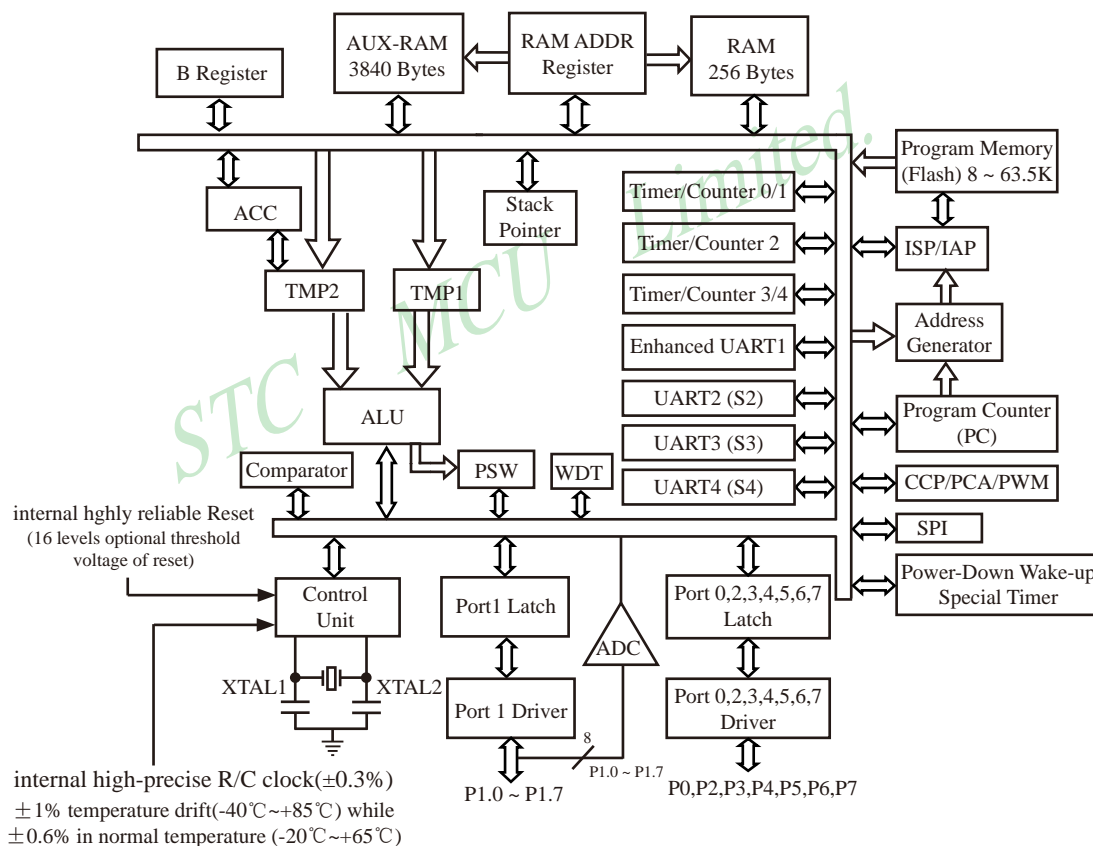 B Register
AUX-RAM
3840 Bytes
RAM ADDR
Register
RAM
256 Bytes
Program Memory
(Flash) 8 ~ 63.5K
ACC
Stack
Pointer
Timer/Counter 0/1
Timer/Counter 2
ISP/IAP
TMP2
TMP1
Timer/Counter 3/4
Address
Generator
Enhanced UART1
ALU
UART2 (S2)
Program Counter
(PC)
UART3 (S3)
Comparator
PSW
WDT
UART4 (S4)
CCP/PCA/PWM
SPI
Power-Down Wake-up
Special Timer
internal hghly reliable Reset
(16 levels optional threshold
voltage of reset)
Control
Unit
Port1 Latch
ADC
Port 0,2,3,4,5,6,7
Latch
XTAL1
XTAL2
Port 1 Driver
Port 0,2,3,4,5,6,7
Driver
8
P1.0 ~ P1.7
P1.0 ~ P1.7
P0,P2,P3,P4,P5,P6,P7
internal high-precise R/C clock(±0.3%)
±1% temperature drift(-40℃~+85℃) while
±0.6% in normal temperature (-20℃~+65℃)
STC MCU Limited.